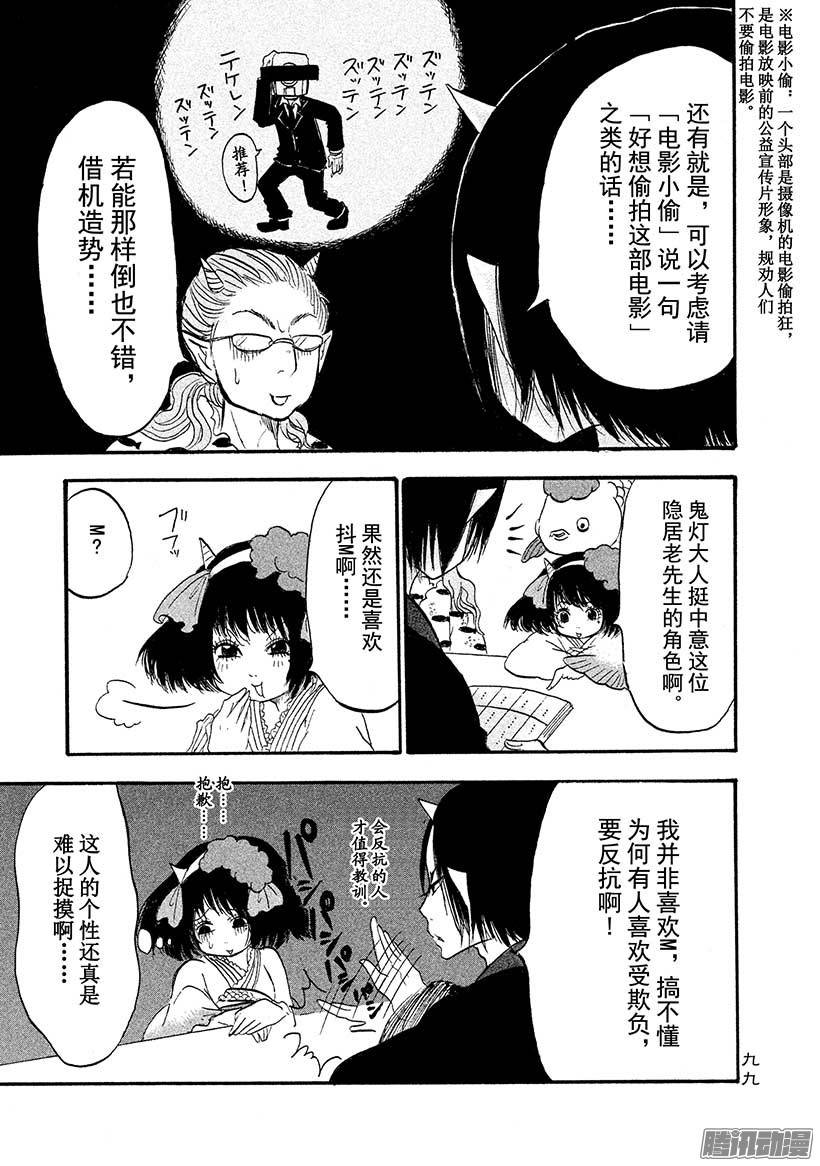 ※电影小偷：一个头部是摄像机的电影偷拍狂，
是电影放映前的公益宣传片形象，规劝人们
不要偷拍电影。
还有就是，可以考虑请
「电影小偷」说一句
「好想偷拍这部电影」
之类的话……
ズッテン
ズッテン
ズッテン
テケレン
ズッテン
ズッテン
推荐！
若能那样倒也不错，
借机造势……
鬼灯大人挺中意这位
隐居老先生的角色啊。
果然还是喜欢
抖M啊……
ブブッ
M？
我并非喜欢M，搞不懂
为何有人喜欢受欺负，
要反抗啊！
会反抗的人
才值得教训。
パパパパ
抱……
抱歉……
这人的个性还真是
难以捉摸啊……
九九
腾讯动漫